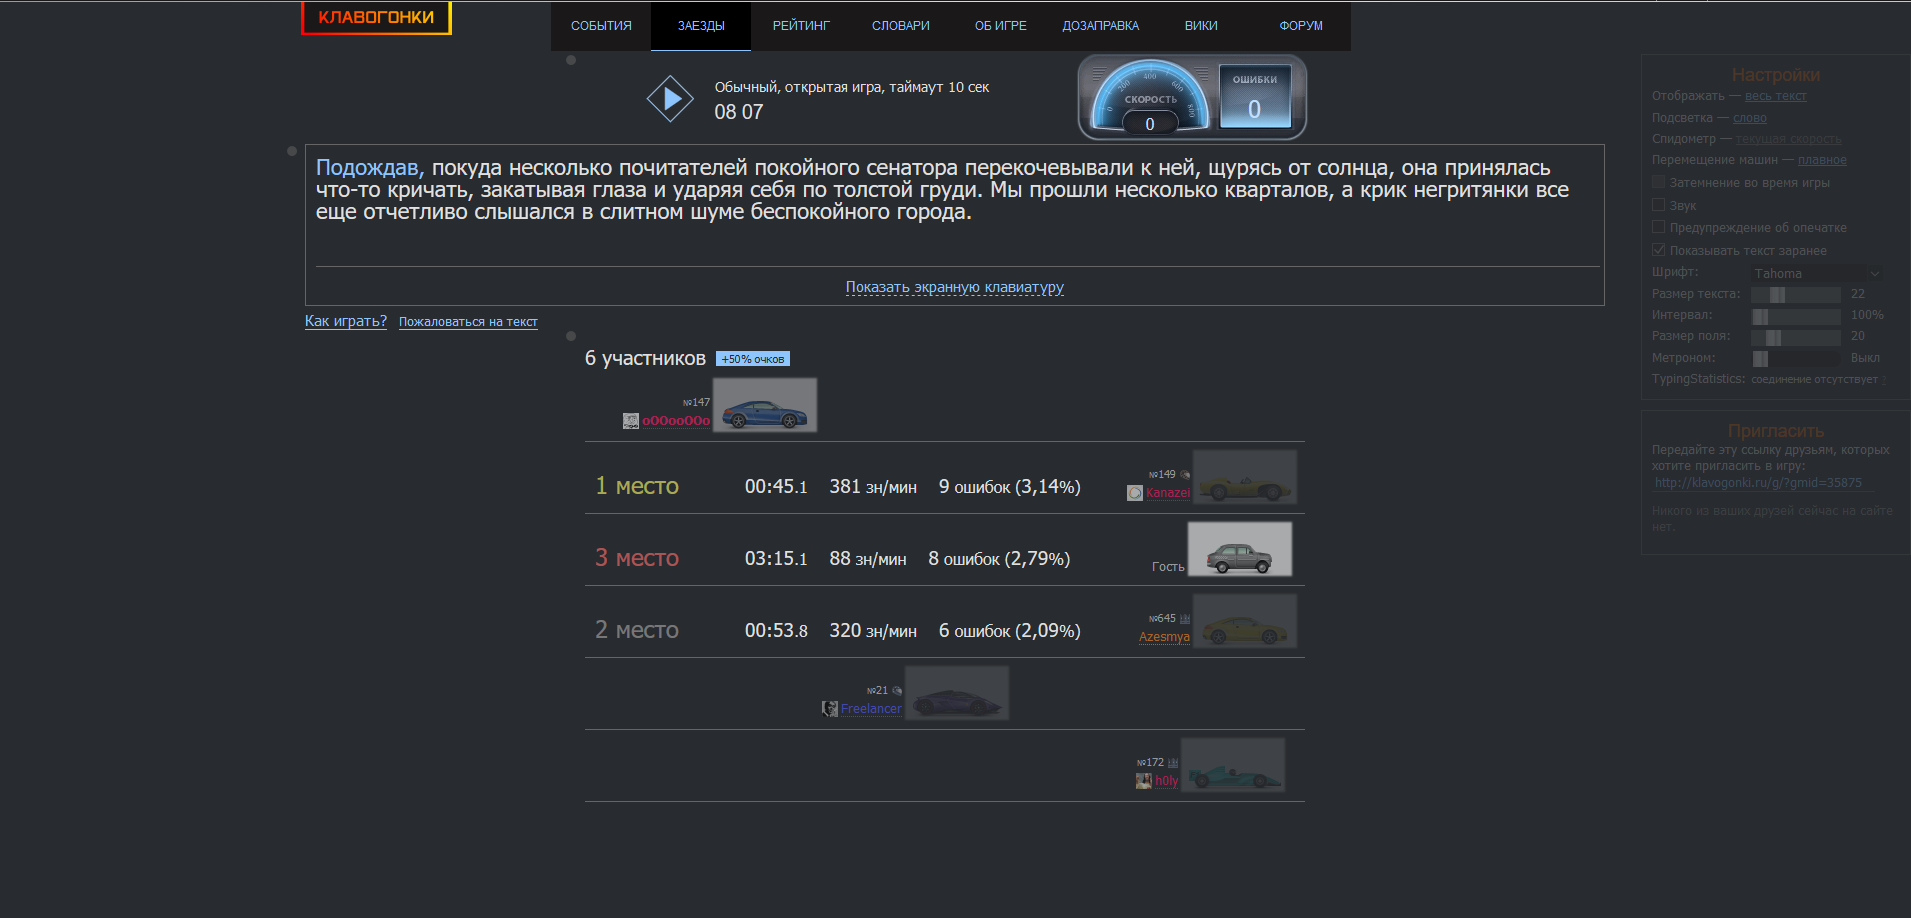 КЛАВОГОНКИ
СОБЫТИЯ ЗАЕЗДЫ РЕЙТИНГ СЛОВАРИ ОБ ИГРЕ ДОЗАПРАВКА ВИКИ ФОРУМ
Обычный, открытая игра, таймаут 10 сек
08 07
0 200 400 600 800
СКОРОСТЬ
0
ОШИБКИ
0
Подождав, покуда несколько почитателей покойного сенатора перекочевывали к ней, щурясь от солнца, она принялась
что-то кричать, закатывая глаза и ударяя себя по толстой груди. Мы прошли несколько кварталов, а крик негритянки все
еще отчетливо слышался в слитном шуме беспокойного города.
Показать экранную клавиатуру
Как играть? Пожаловаться на текст
6 участников +50% очков
№147
oOOooOOo
1 место 00:45.1 381 зн/мин 9 ошибок (3,14%)
№149
Kanazei
3 место 03:15.1 88 зн/мин 8 ошибок (2,79%)
Гость
2 место 00:53.8 320 зн/мин 6 ошибок (2,09%)
№645
Azesmya
№21
Freelancer
№172
h0ly
Настройки
Отображать — весь текст
Подсветка — слово
Спидометр — текущая скорость
Перемещение машин — плавное
Затемнение во время игры
Звук
Предупреждение об опечатке
Показывать текст заранее
Шрифт: Tahoma
Размер текста: 22
Интервал: 100%
Размер поля: 20
Метроном: Выкл
TypingStatistics: соединение отсутствует
Пригласить
Передайте эту ссылку друзьям, которых
хотите пригласить в игру:
http://klavogonki.ru/g/?gmid=35875
Никого из ваших друзей сейчас на сайте
нет.